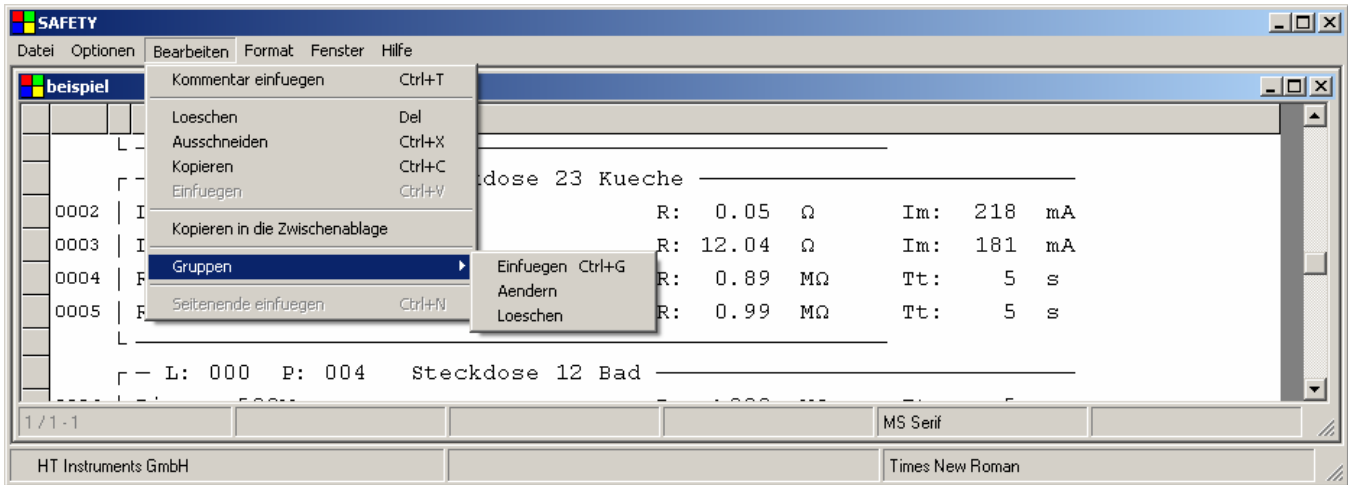 SAFETY
Datei Optionen Bearbeiten Format Fenster Hilfe
beispiel
Kommentar einfuegen Ctrl+T
Loeschen Del
Ausschneiden Ctrl+X
Kopieren Ctrl+C
Einfuegen Ctrl+V
Kopieren in die Zwischenablage
Gruppen
Seitenende einfuegen Ctrl+N
Einfuegen Ctrl+G
Aendern
Loeschen
dose 23 Kueche
0002 R: 0.05 Ω Im: 218 mA
0003 R: 12.04 Ω Im: 181 mA
0004 R: 0.89 MΩ Tt: 5 s
0005 R: 0.99 MΩ Tt: 5 s
L: 000 P: 004 Steckdose 12 Bad
1 / 1 - 1 MS Serif
HT Instruments GmbH Times New Roman